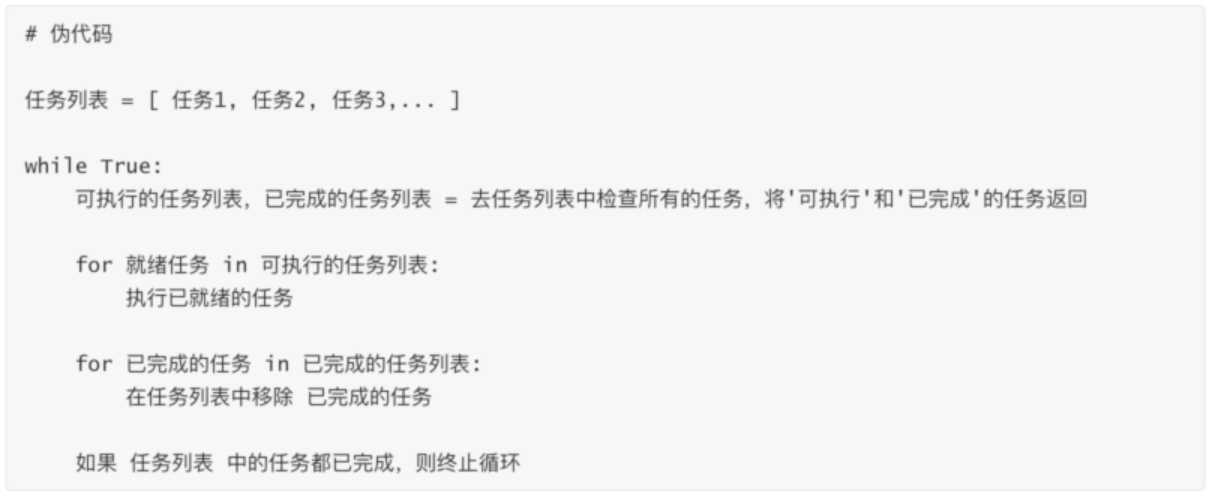 # 伪代码
任务列表 = [ 任务1, 任务2, 任务3,... ]
while True:
可执行的任务列表，已完成的任务列表 = 去任务列表中检查所有的任务，将'可执行'和'已完成'的任务返回
for 就绪任务 in 可执行的任务列表:
执行已就绪的任务
for 已完成的任务 in 已完成的任务列表:
在任务列表中移除 已完成的任务
如果 任务列表 中的任务都已完成，则终止循环